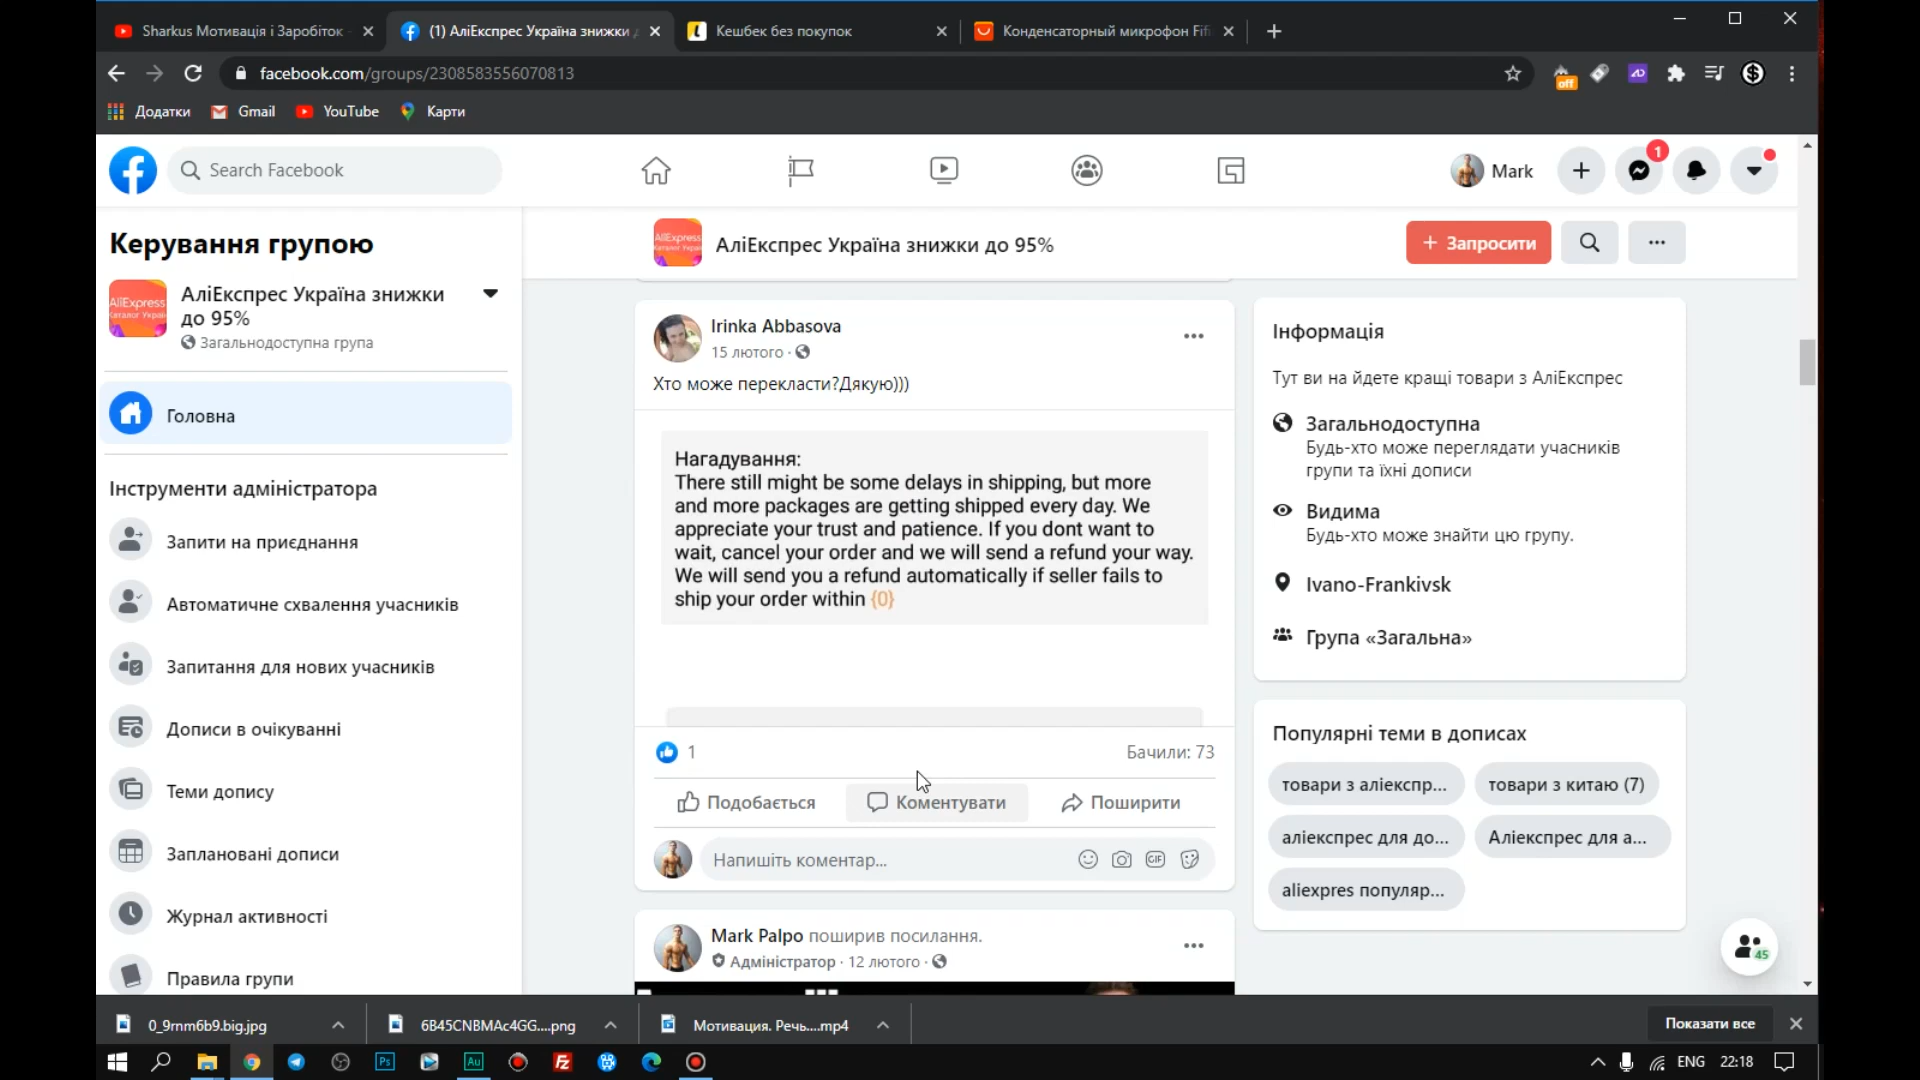 Sharkus Мотивація і Заробіток
(1) АліЕкспрес Україна знижки
Кешбек без покупок
Конденсаторный микрофон Fifi
facebook.com/groups/2308583556070813
off
Додатки
Gmail
YouTube
Карти
Search Facebook
Mark
1
Керування групою
AliExpress
АліЕкспрес Україна знижки до 95%
+ Запросити
AliExpress
АліЕкспрес Україна знижки
до 95%
Загальнодоступна група
Головна
Інструменти адміністратора
Запити на приєднання
Автоматичне схвалення учасників
Запитання для нових учасників
Дописи в очікуванні
Теми допису
Заплановані дописи
Журнал активності
Правила групи
Irinka Abbasova
15 лютого ·
Хто може перекласти?Дякую)))
Нагадування:
There still might be some delays in shipping, but more
and more packages are getting shipped every day. We
appreciate your trust and patience. If you dont want to
wait, cancel your order and we will send a refund your way.
We will send you a refund automatically if seller fails to
ship your order within {0}
1
Бачили: 73
Подобається
Коментувати
Поширити
Напишіть коментар...
GIF
Mark Palpo поширив посилання.
Адміністратор · 12 лютого ·
Інформація
Тут ви на йдете кращі товари з АліЕкспрес
Загальнодоступна
Будь-хто може переглядати учасників
групи та їхні дописи
Видима
Будь-хто може знайти цю групу.
Ivano-Frankivsk
Група «Загальна»
Популярні теми в дописах
товари з аліекспр...
товари з китаю (7)
аліекспрес для до...
Аліекспрес для а...
aliexpres популяр...
45
0_9rnm6b9.big.jpg
6B45CNBMAc4GG....png
Мотивация. Речь....mp4
Показати все
Ps
Au
Fz
ENG
22:18